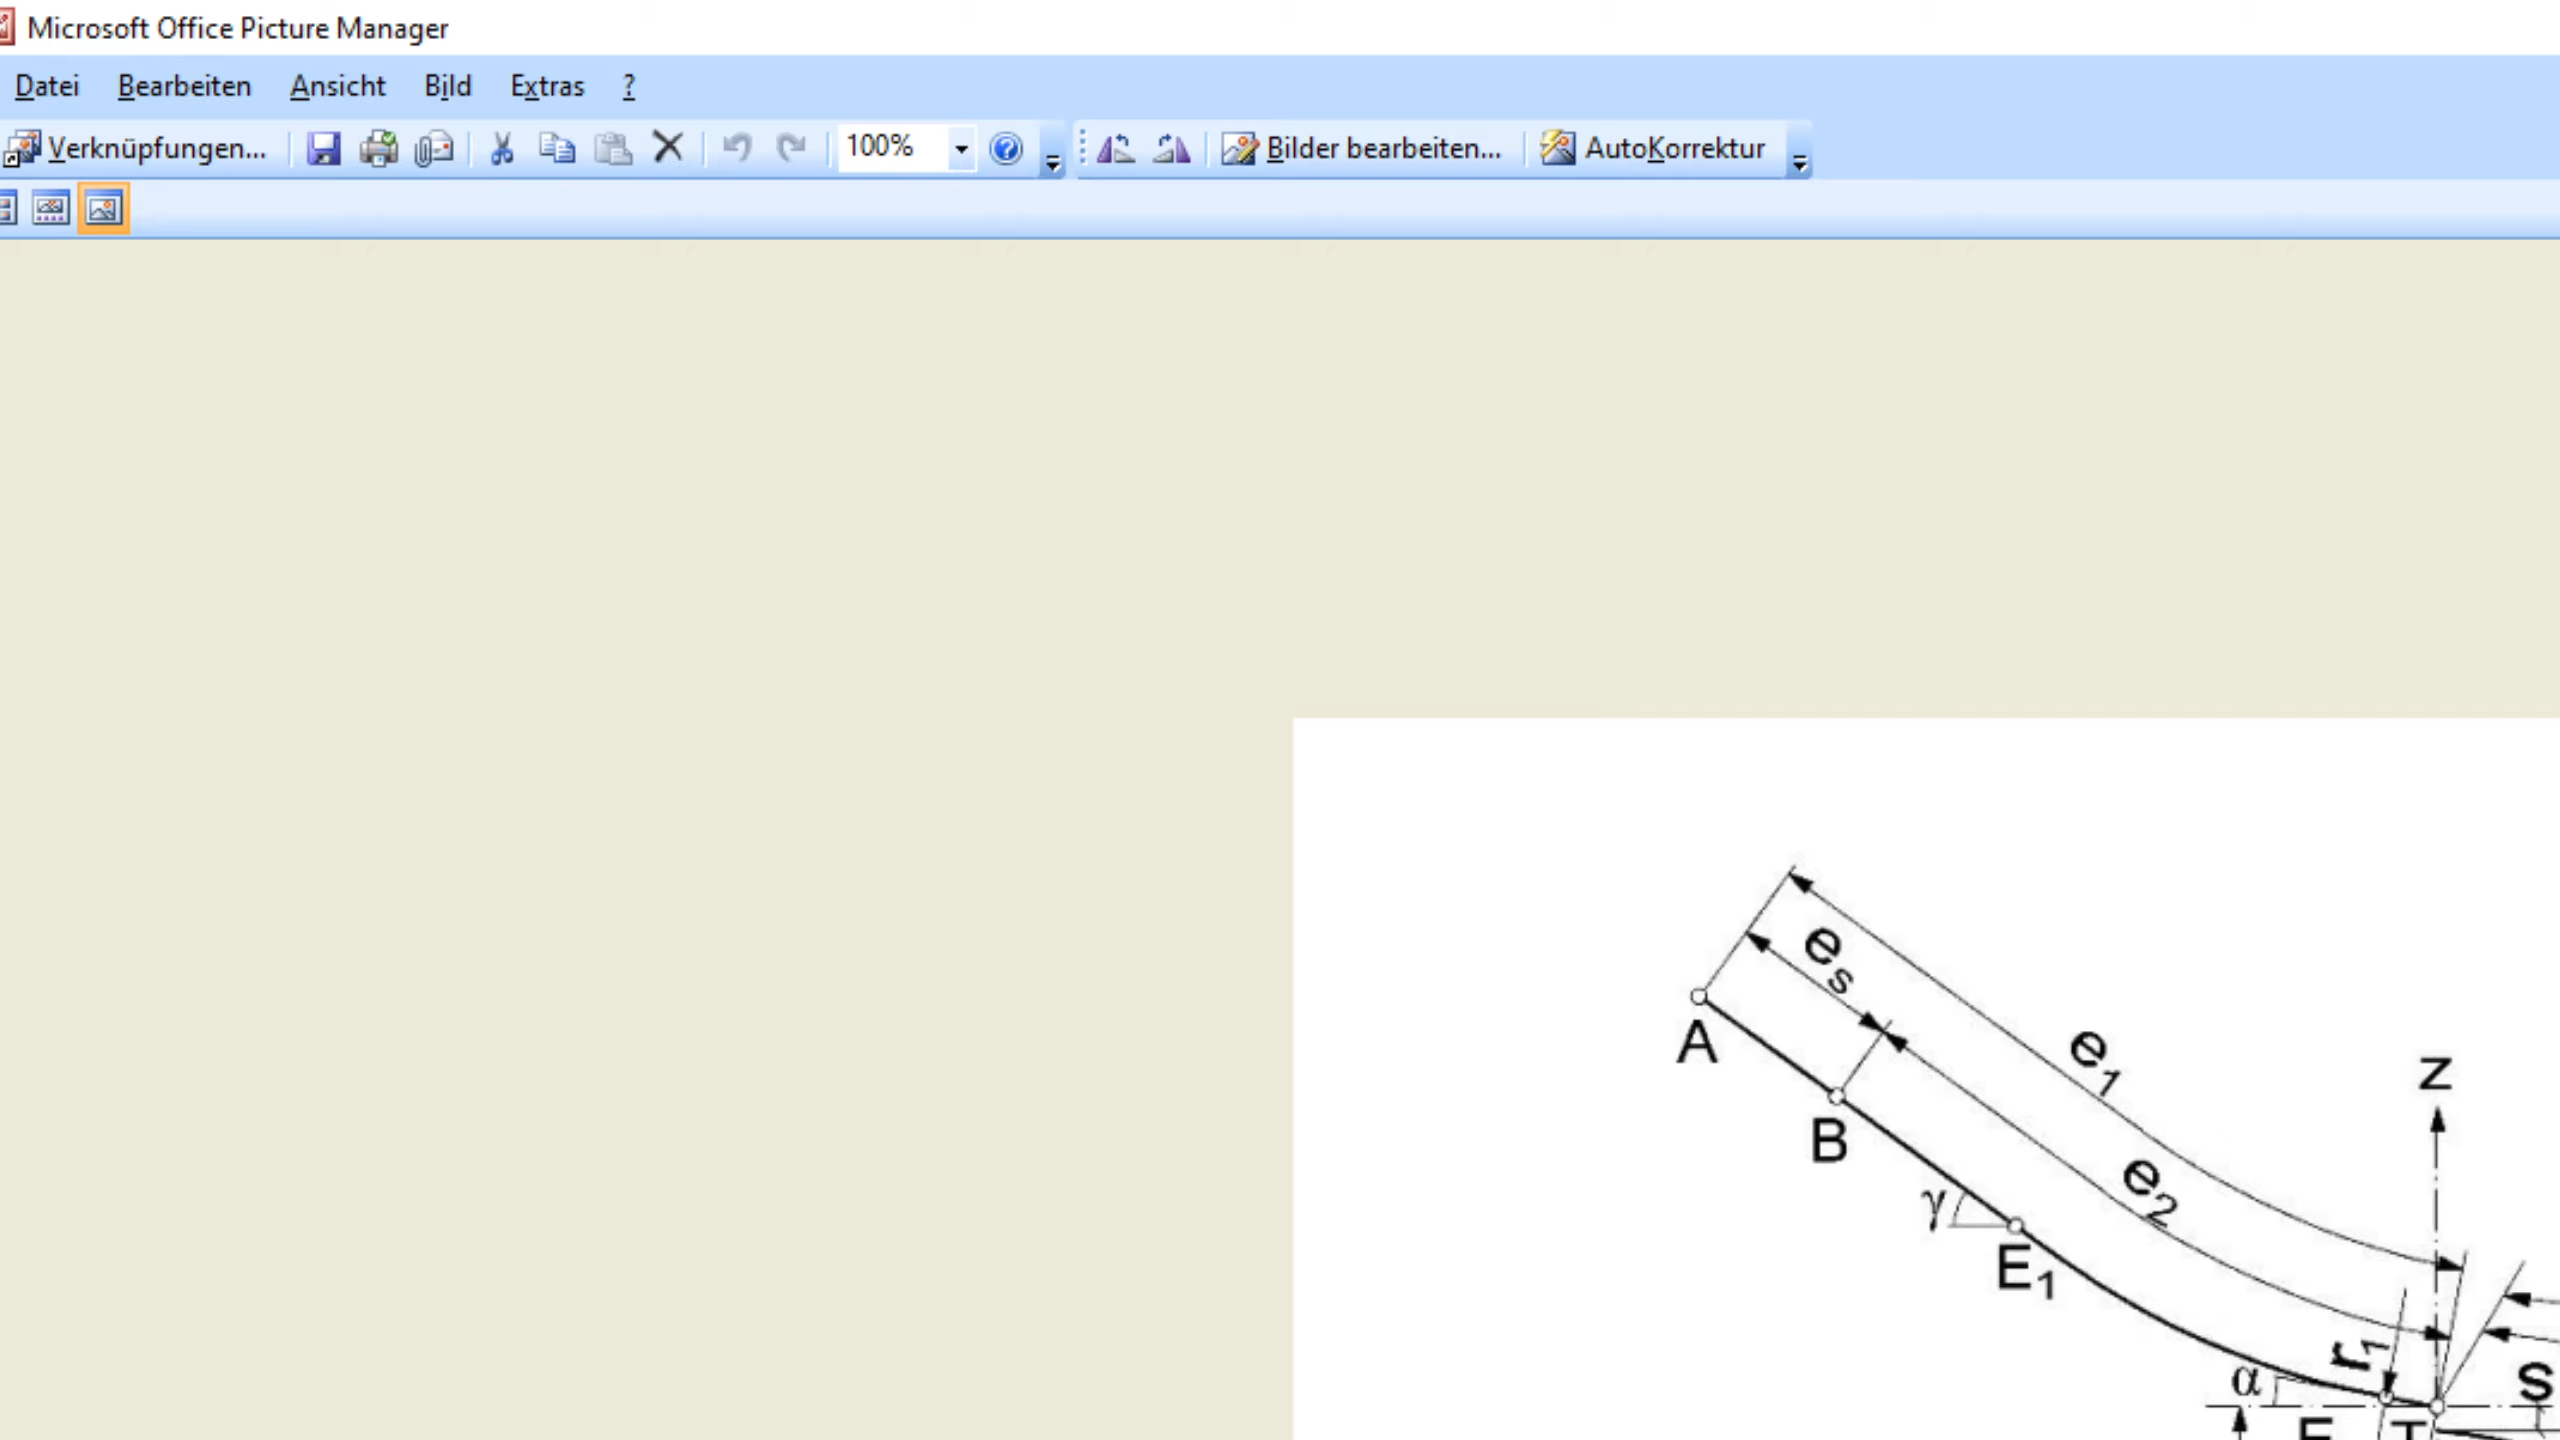 Microsoft Office Picture Manager
Datei Bearbeiten Ansicht Bild Extras ?
Verknüpfungen... 100% Bilder bearbeiten... AutoKorrektur
es
A
e1
z
B
e2
γ
E1
r1
α
s